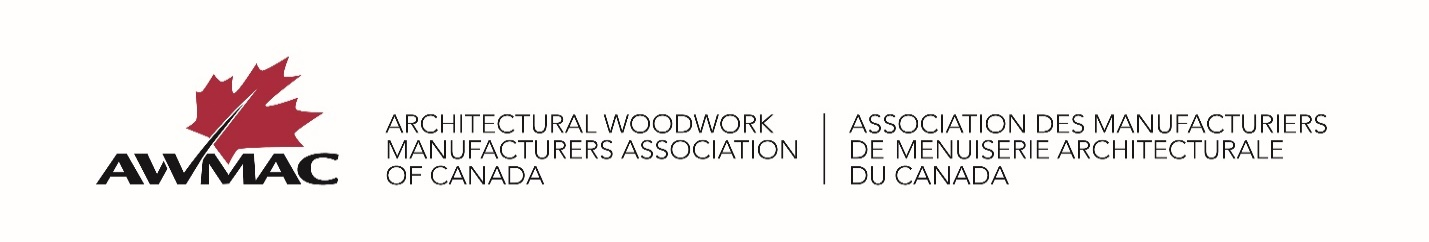 AWMAC
ARCHITECTURAL WOODWORK
MANUFACTURERS ASSOCIATION
OF CANADA
ASSOCIATION DES MANUFACTURIERS
DE MENUISERIE ARCHITECTURALE
DU CANADA